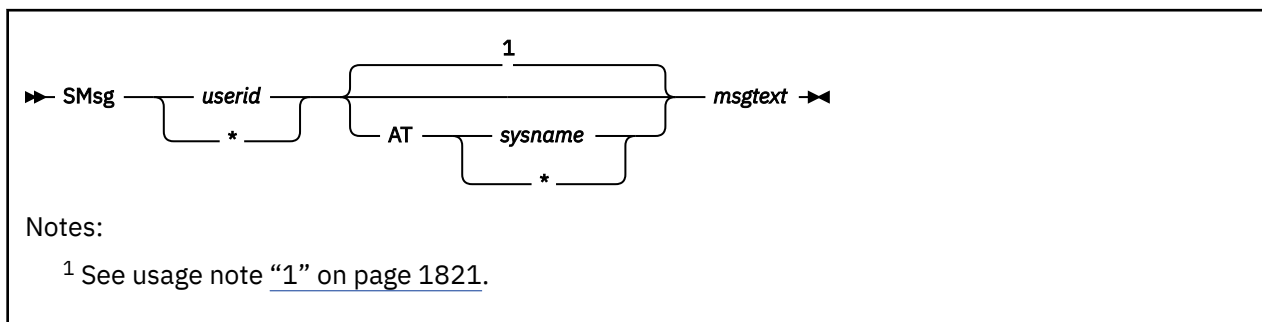 1
SMsg userid msgtext
*
AT sysname
*
Notes:
1 See usage note “1” on page 1821.